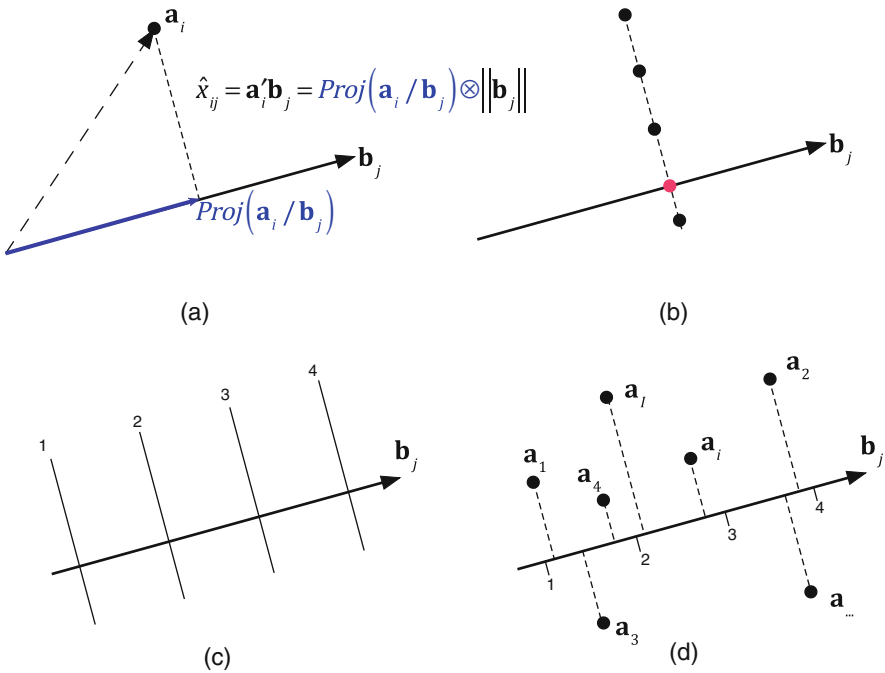 a_i
x̂_ij = a′_i b_j = Proj(a_i / b_j) ⊗ ‖b_j‖
b_j
Proj(a_i / b_j)
(a)
b_j
(b)
1
2
3
4
b_j
(c)
a_1
a_4
a_I
a_i
a_2
b_j
1
2
3
4
a_3
a_...
(d)